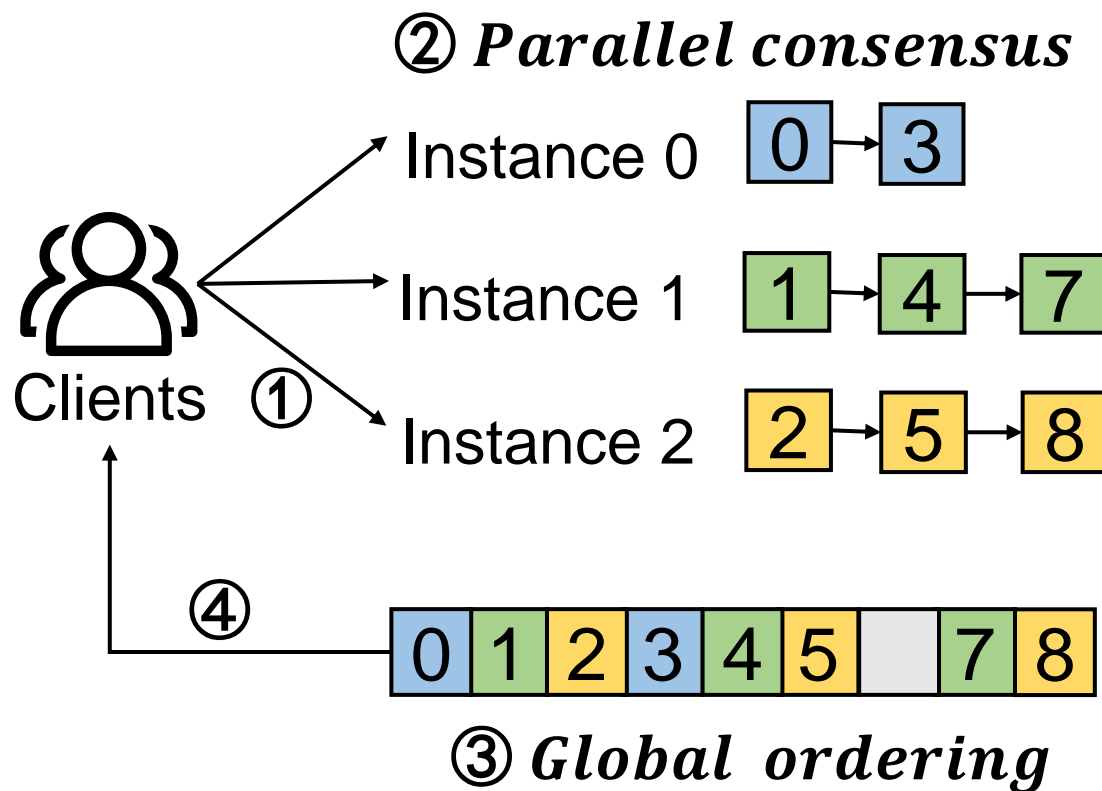 ② Parallel consensus
Instance 0 0 3
Instance 1 1 4 7
Clients ①
Instance 2 2 5 8
④
0 1 2 3 4 5 7 8
③ Global ordering